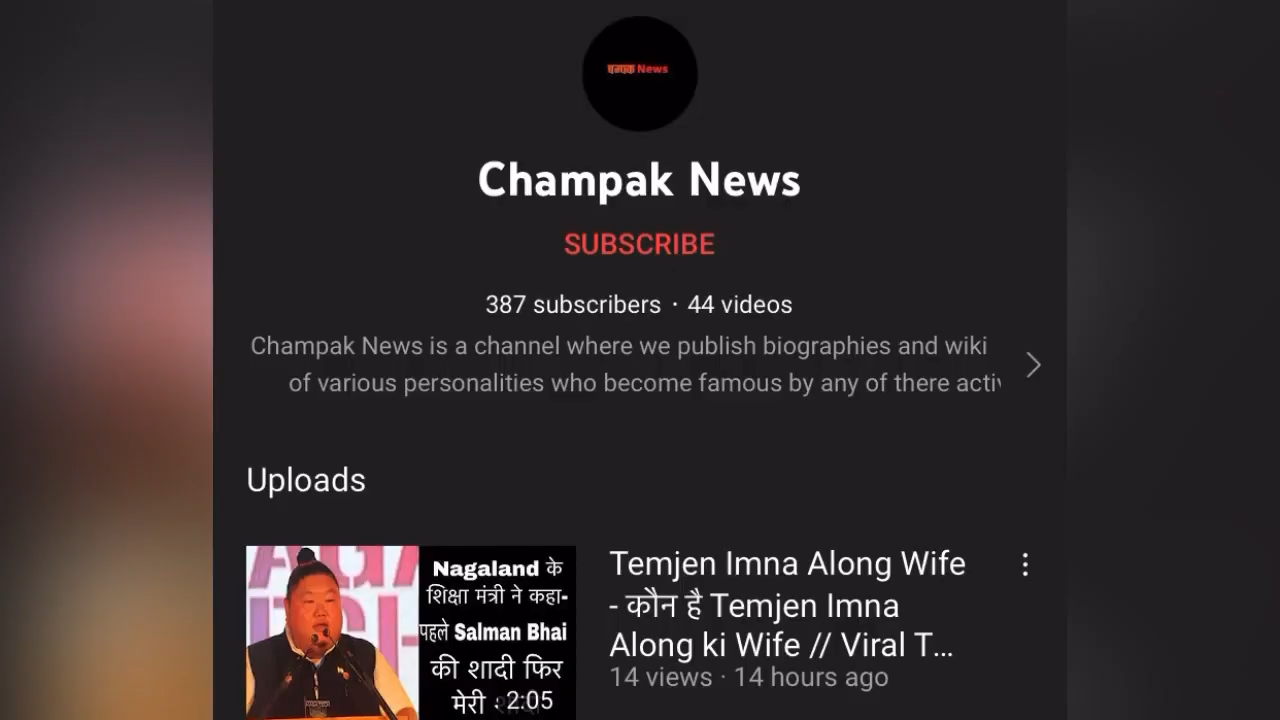 चम्पक News
Champak News
SUBSCRIBE
387 subscribers · 44 videos
Champak News is a channel where we publish biographies and wiki
of various personalities who become famous by any of there activ
Uploads
Nagaland के
शिक्षा मंत्री ने कहा-
पहले Salman Bhai
की शादी फिर
मेरी -
2:05
Temjen Imna Along Wife
- कौन है Temjen Imna
Along ki Wife // Viral T...
14 views · 14 hours ago